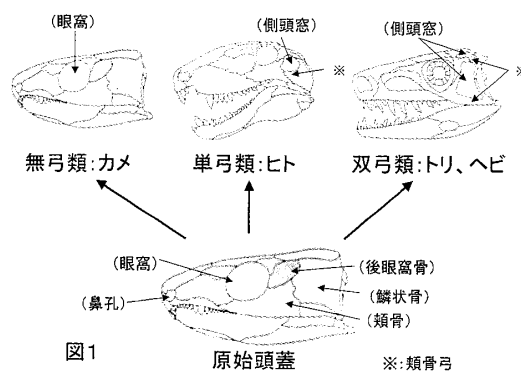 (眼窩)
(側頭窓)
※
(側頭窓)
※
無弓類:カメ
単弓類:ヒト
双弓類:トリ、ヘビ
(眼窩)
(後眼窩骨)
(鼻孔)
(鱗状骨)
(頬骨)
図1
原始頭蓋
※:頬骨弓